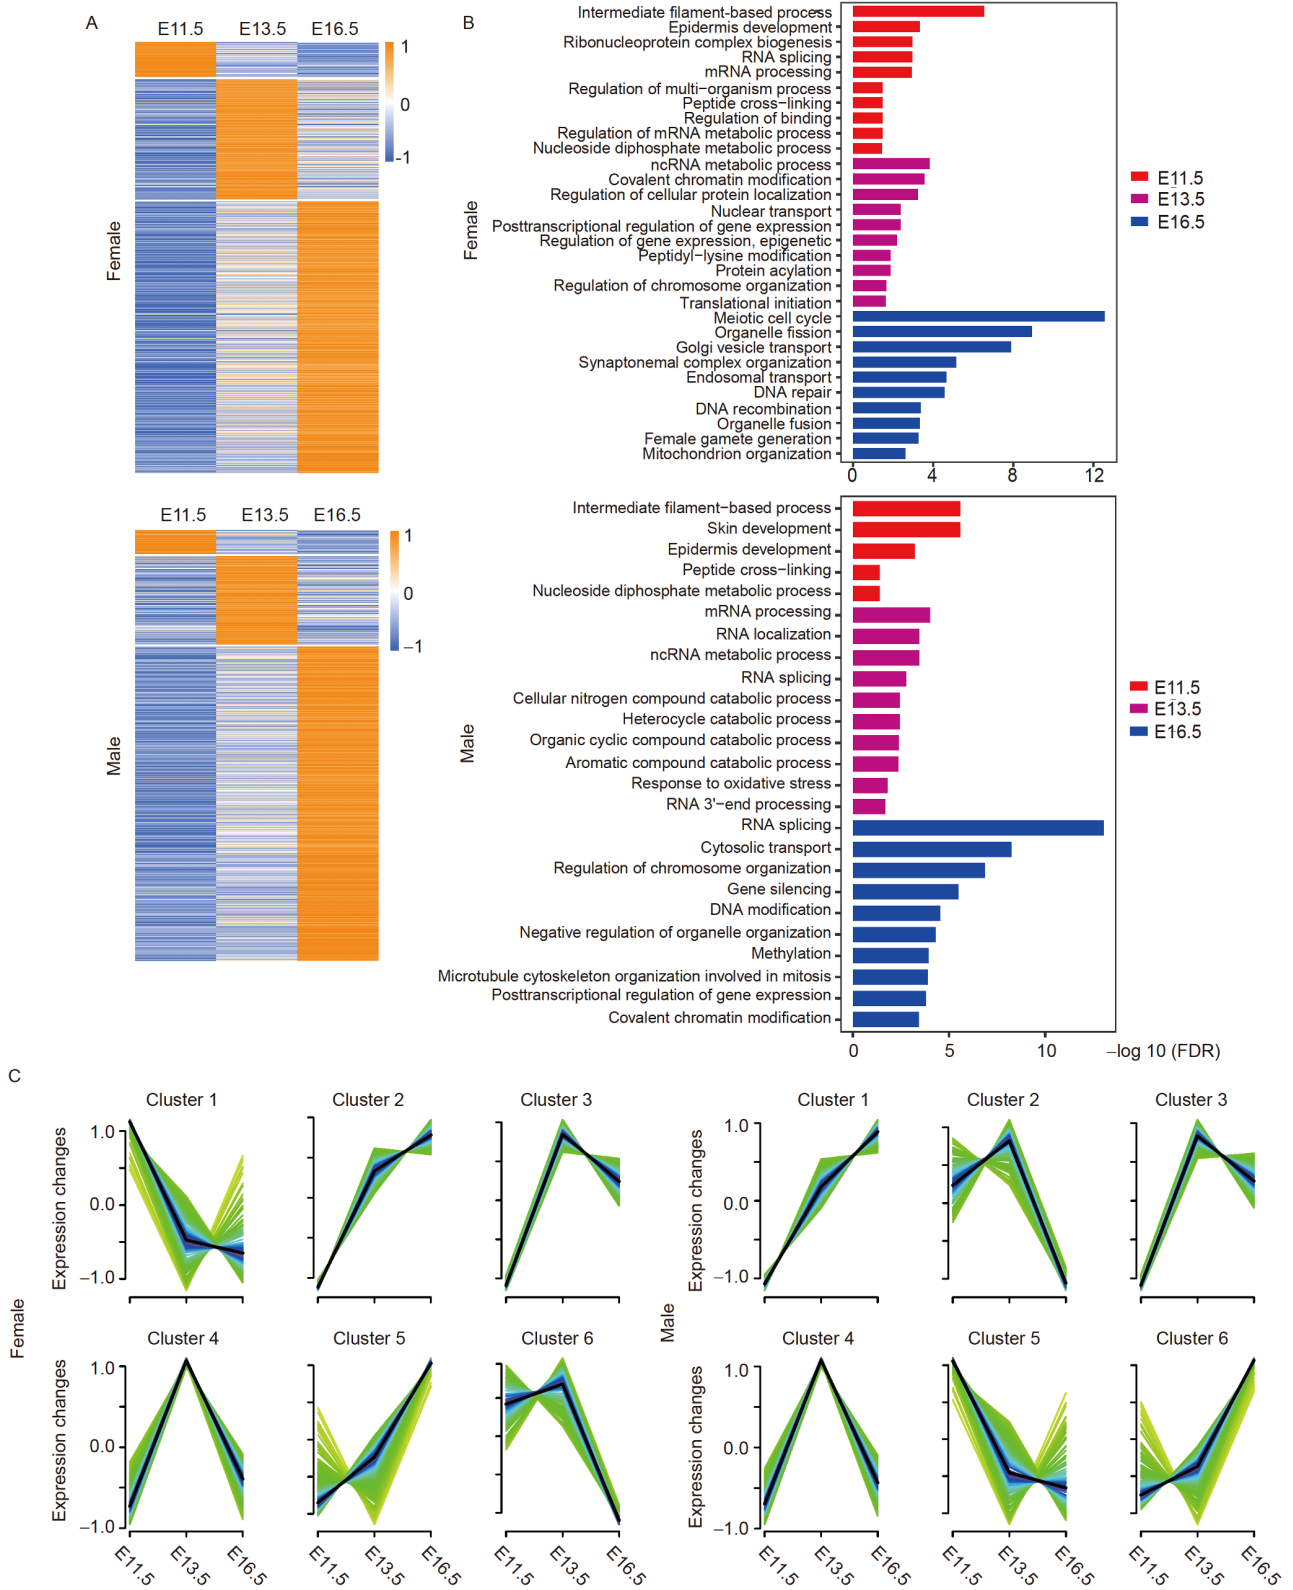 A
E11.5 E13.5 E16.5
1
0
-1
Female
E11.5 E13.5 E16.5
1
0
−1
Male
B
Intermediate filament-based process
Epidermis development
Ribonucleoprotein complex biogenesis
RNA splicing
mRNA processing
Regulation of multi−organism process
Peptide cross−linking
Regulation of binding
Regulation of mRNA metabolic process
Nucleoside diphosphate metabolic process
ncRNA metabolic process
Covalent chromatin modification
Regulation of cellular protein localization
Nuclear transport
Posttranscriptional regulation of gene expression
Regulation of gene expression, epigenetic
Peptidyl−lysine modification
Protein acylation
Regulation of chromosome organization
Translational initiation
Meiotic cell cycle
Organelle fission
Golgi vesicle transport
Synaptonemal complex organization
Endosomal transport
DNA repair
DNA recombination
Organelle fusion
Female gamete generation
Mitochondrion organization
Female
0 4 8 12
E11.5
E13.5
E16.5
Intermediate filament−based process
Skin development
Epidermis development
Peptide cross−linking
Nucleoside diphosphate metabolic process
mRNA processing
RNA localization
ncRNA metabolic process
RNA splicing
Cellular nitrogen compound catabolic process
Heterocycle catabolic process
Organic cyclic compound catabolic process
Aromatic compound catabolic process
Response to oxidative stress
RNA 3'−end processing
RNA splicing
Cytosolic transport
Regulation of chromosome organization
Gene silencing
DNA modification
Negative regulation of organelle organization
Methylation
Microtubule cytoskeleton organization involved in mitosis
Posttranscriptional regulation of gene expression
Covalent chromatin modification
Male
0 5 10 −log 10 (FDR)
E11.5
E13.5
E16.5
C
Female
Cluster 1 Cluster 2 Cluster 3
Expression changes
1.0
0.0
−1.0
Cluster 4 Cluster 5 Cluster 6
Expression changes
1.0
0.0
−1.0
E11.5 E13.5 E16.5 E11.5 E13.5 E16.5 E11.5 E13.5 E16.5
Male
Cluster 1 Cluster 2 Cluster 3
Expression changes
1.0
0.0
−1.0
Cluster 4 Cluster 5 Cluster 6
Expression changes
1.0
0.0
−1.0
E11.5 E13.5 E16.5 E11.5 E13.5 E16.5 E11.5 E13.5 E16.5